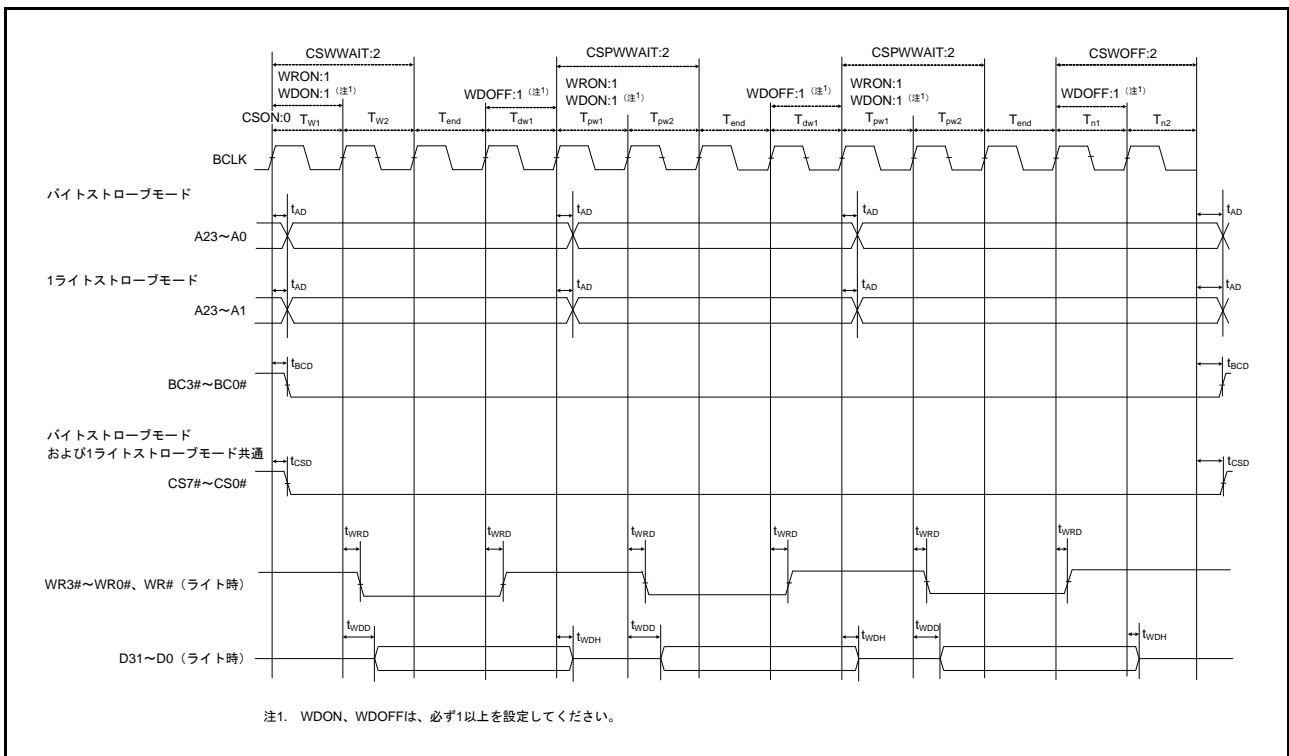 CSWWAIT:2 CSPWWAIT:2 CSPWWAIT:2 CSWOFF:2
WRON:1 WRON:1 WRON:1
WDON:1 (注1) WDOFF:1 (注1) WDON:1 (注1) WDOFF:1 (注1) WDON:1 (注1) WDOFF:1 (注1)
CSON:0 TW1 TW2 Tend Tdw1 Tpw1 Tpw2 Tend Tdw1 Tpw1 Tpw2 Tend Tn1 Tn2
BCLK
バイトストローブモード
tAD tAD tAD tAD
A23～A0
1ライトストローブモード
tAD tAD tAD tAD
A23～A1
tBCD tBCD
BC3#～BC0#
バイトストローブモード
および1ライトストローブモード共通
tCSD tCSD
CS7#～CS0#
tWRD tWRD tWRD tWRD tWRD tWRD
WR3#～WR0#、WR#（ライト時）
tWDD tWDH tWDD tWDH tWDD tWDH
D31～D0（ライト時）
注1. WDON、WDOFFは、必ず1以上を設定してください。